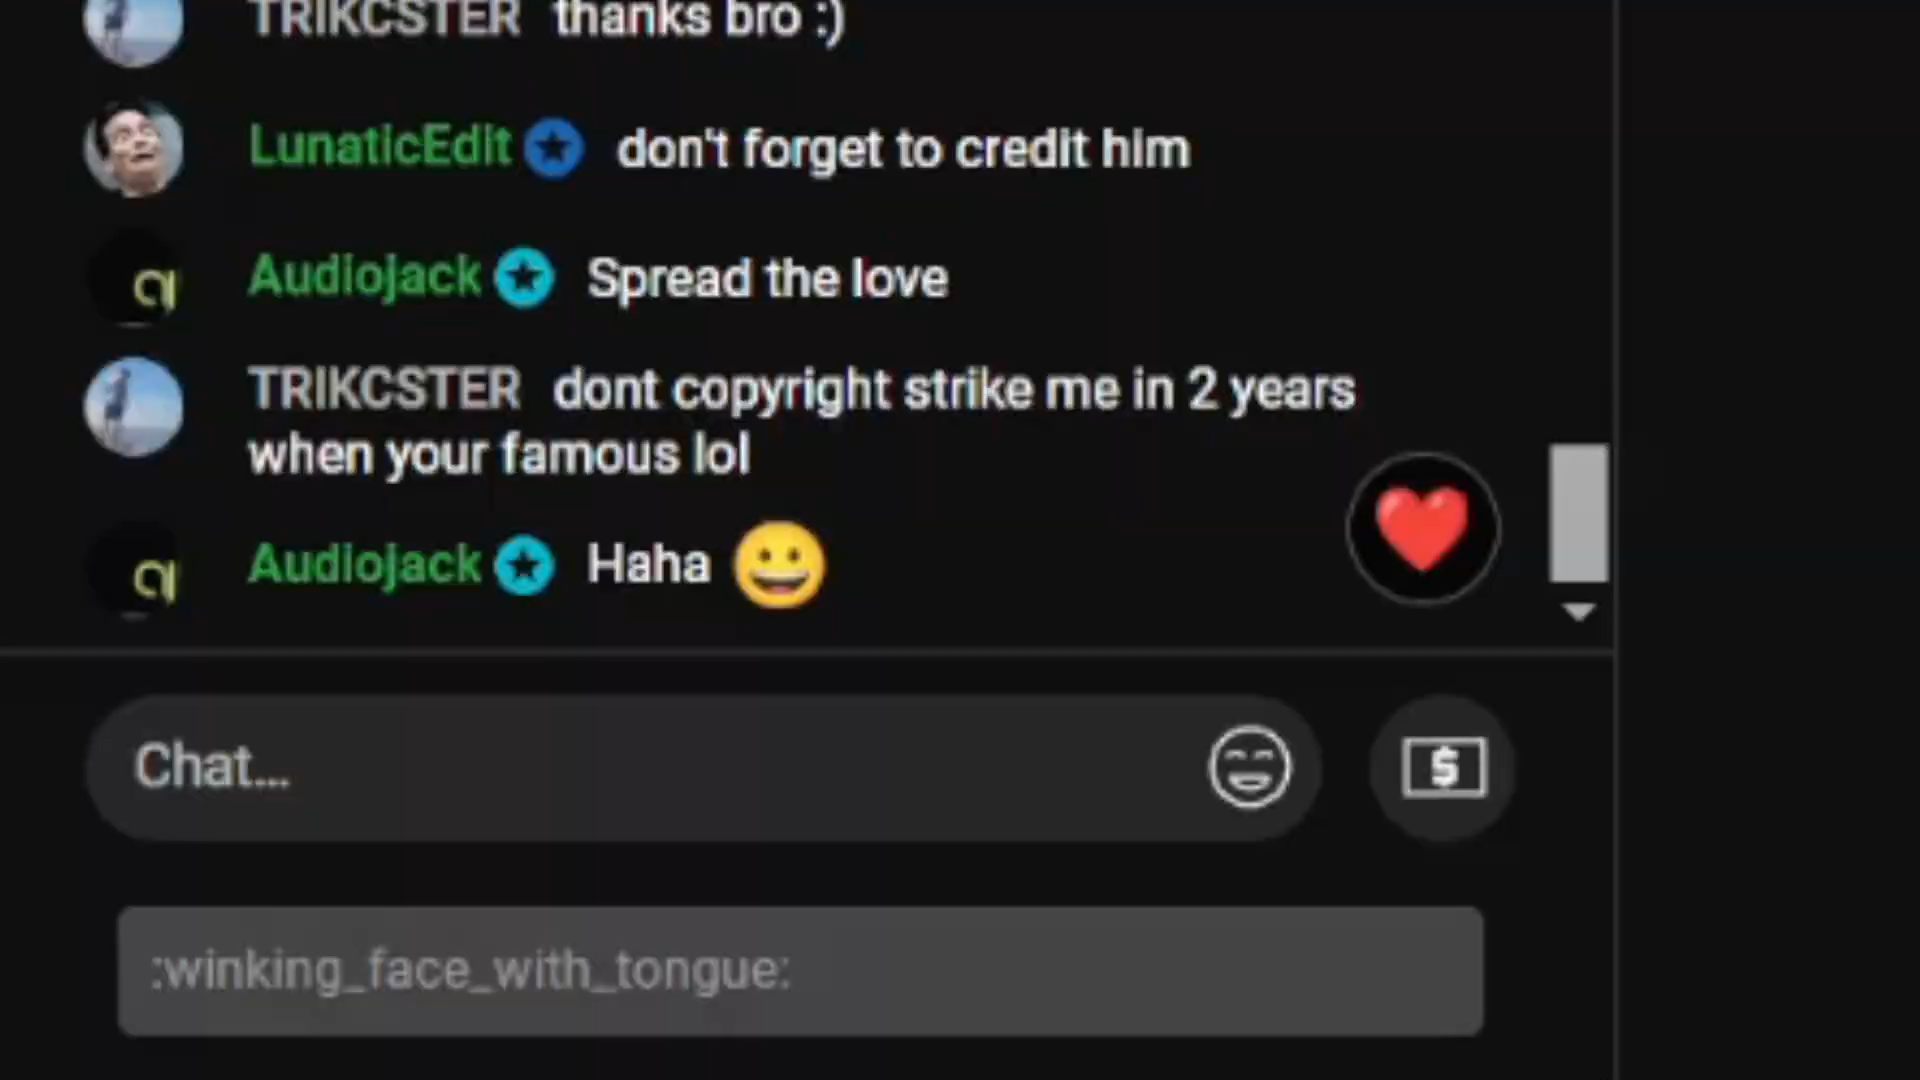 TRIKCSTER thanks bro :)
LunaticEdit don't forget to credit him
Audiojack Spread the love
TRIKCSTER dont copyright strike me in 2 years
when your famous lol
Audiojack Haha 😀
Chat...
:winking_face_with_tongue: